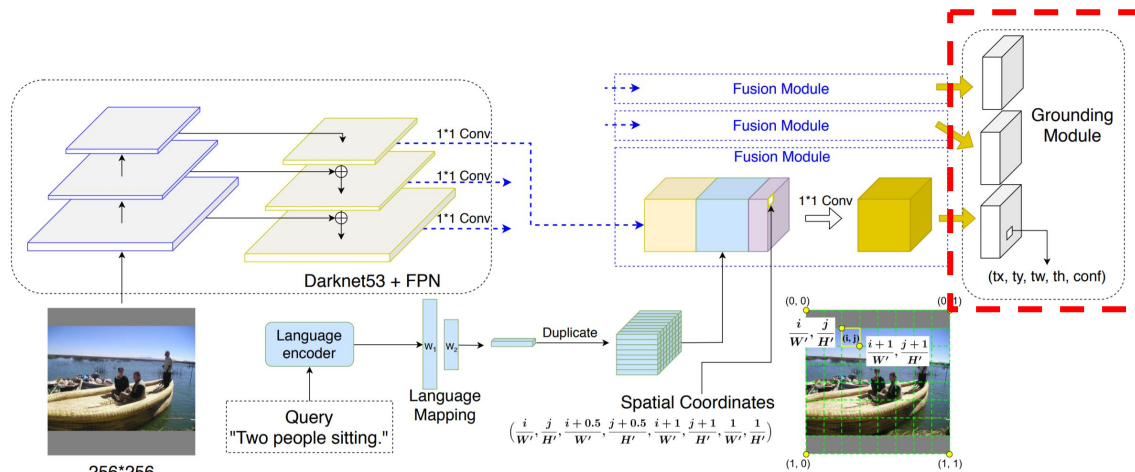 Fusion Module
Fusion Module
Fusion Module
Grounding
Module
1*1 Conv
1*1 Conv
1*1 Conv
1*1 Conv
(tx, ty, tw, th, conf)
Darknet53 + FPN
Language
encoder
W1
W2
Duplicate
Language
Mapping
Query
"Two people sitting."
Spatial Coordinates
(i/W′, j/H′, i+0.5/W′, j+0.5/H′, i+1/W′, j+1/H′, 1/W′, 1/H′)
(0, 0)
i/W′, j/H′
(i, j)
i+1/W′, j+1/H′
(1, 0)
(1, 1)